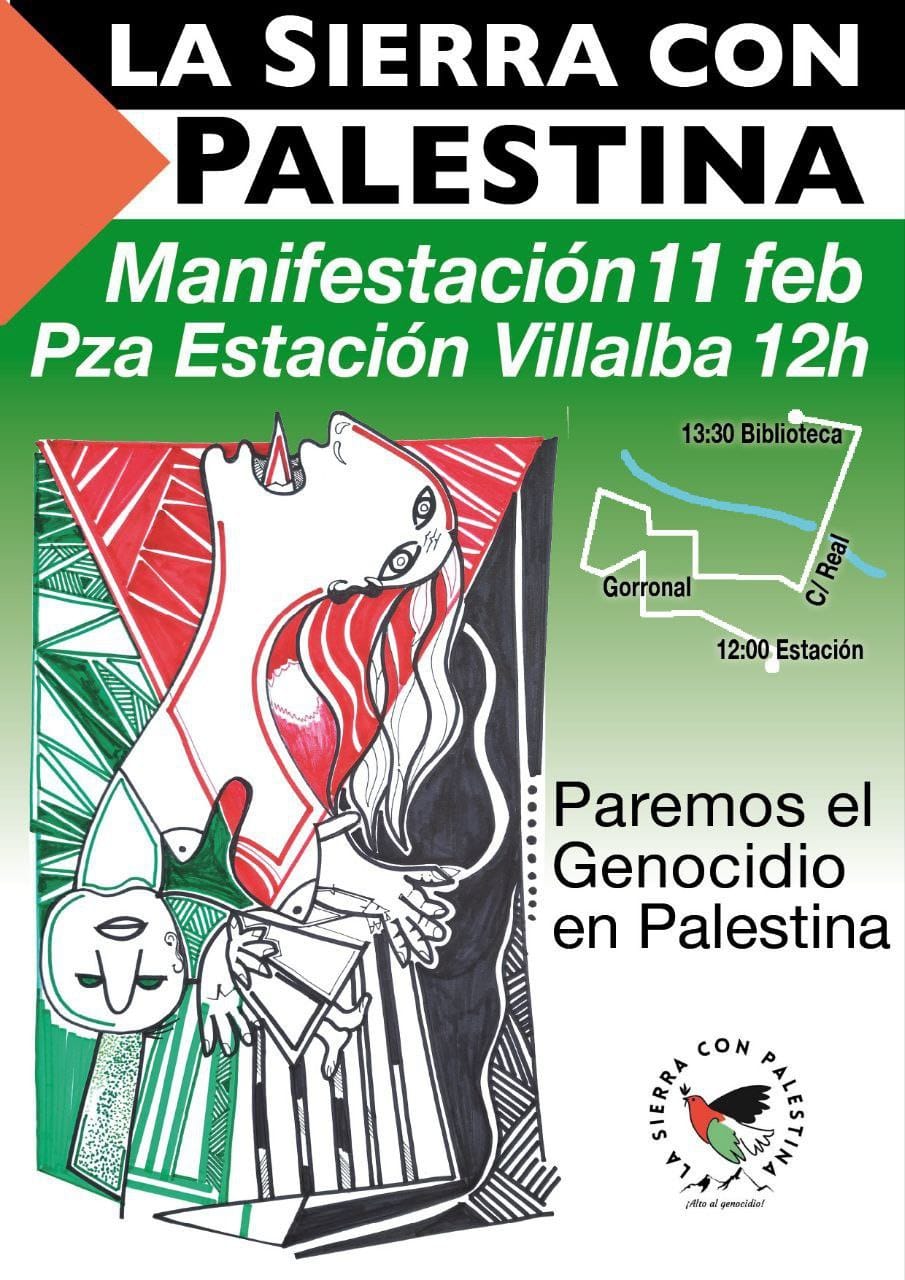 LA SIERRA CON
PALESTINA
Manifestación 11 feb
Pza Estación Villalba 12h
13:30 Biblioteca
C/ Real
Gorronal
12:00 Estación
Paremos el
Genocidio
en Palestina
LA SIERRA CON PALESTINA
¡Alto al genocidio!